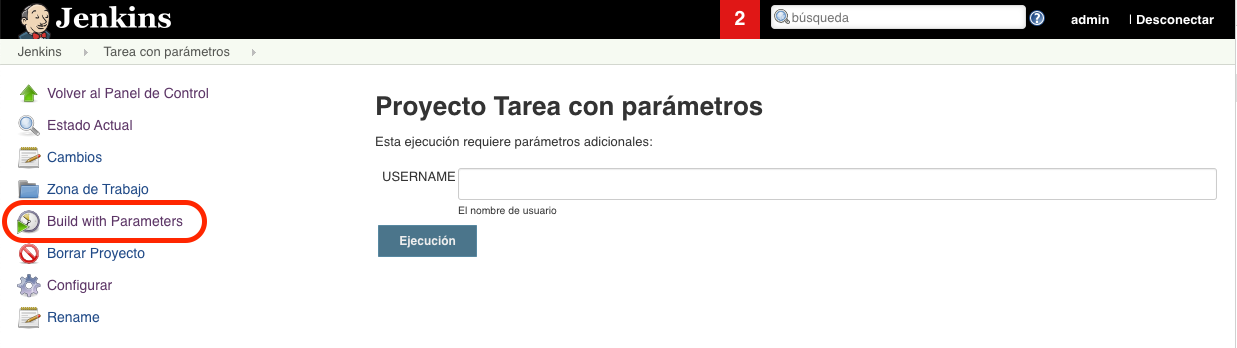 Jenkins
2
búsqueda
?
admin
| Desconectar
Jenkins
Tarea con parámetros
Volver al Panel de Control
Estado Actual
Cambios
Zona de Trabajo
Build with Parameters
Borrar Proyecto
Configurar
Rename
Proyecto Tarea con parámetros
Esta ejecución requiere parámetros adicionales:
USERNAME
El nombre de usuario
Ejecución